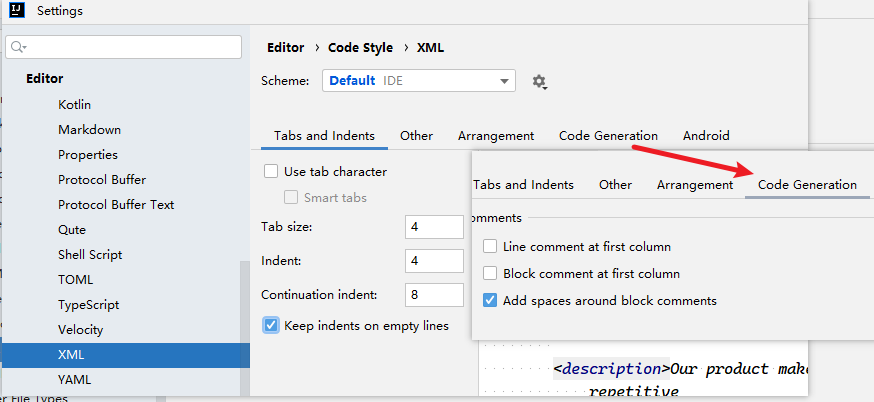 IJ
Settings
Editor
Kotlin
Markdown
Properties
Protocol Buffer
Protocol Buffer Text
Qute
Shell Script
TOML
TypeScript
Velocity
XML
YAML
er File Types
Editor › Code Style › XML
Scheme: Default IDE
Tabs and Indents Other Arrangement Code Generation Android
Use tab character
Smart tabs
Tab size: 4
Indent: 4
Continuation indent: 8
Keep indents on empty lines
Tabs and Indents Other Arrangement Code Generation
omments
Line comment at first column
Block comment at first column
Add spaces around block comments
<description>Our product make
repetitive